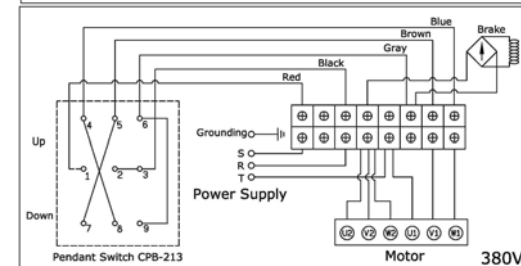 Blue
Brown
Brake
Gray
Black
Red
4 5 6
Up
Grounding
1 2 3
S
R
T
Power Supply
Down
7 8 9
U2 V2 W2 U1 V1 W1
Pendant Switch CPB-213
Motor
380V